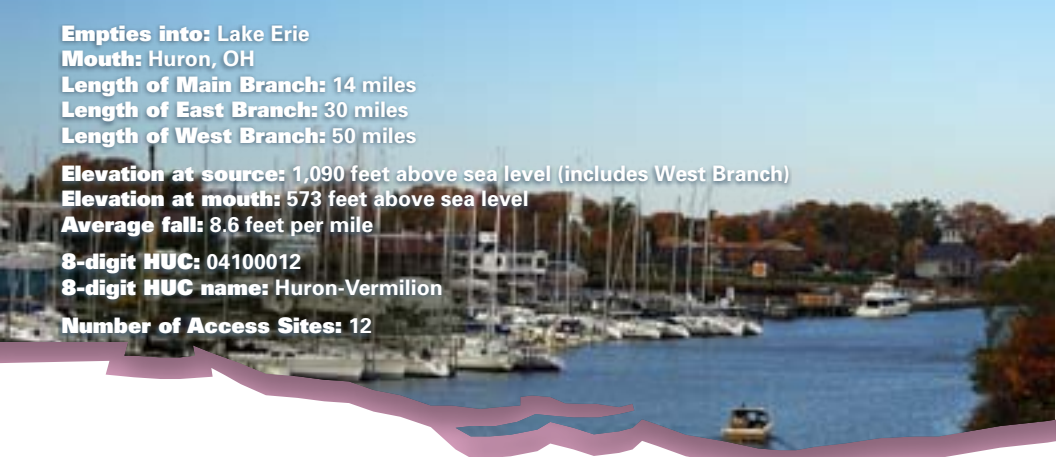 Empties into: Lake Erie
Mouth: Huron, OH
Length of Main Branch: 14 miles
Length of East Branch: 30 miles
Length of West Branch: 50 miles
Elevation at source: 1,090 feet above sea level (includes West Branch)
Elevation at mouth: 573 feet above sea level
Average fall: 8.6 feet per mile
8-digit HUC: 04100012
8-digit HUC name: Huron-Vermilion
Number of Access Sites: 12